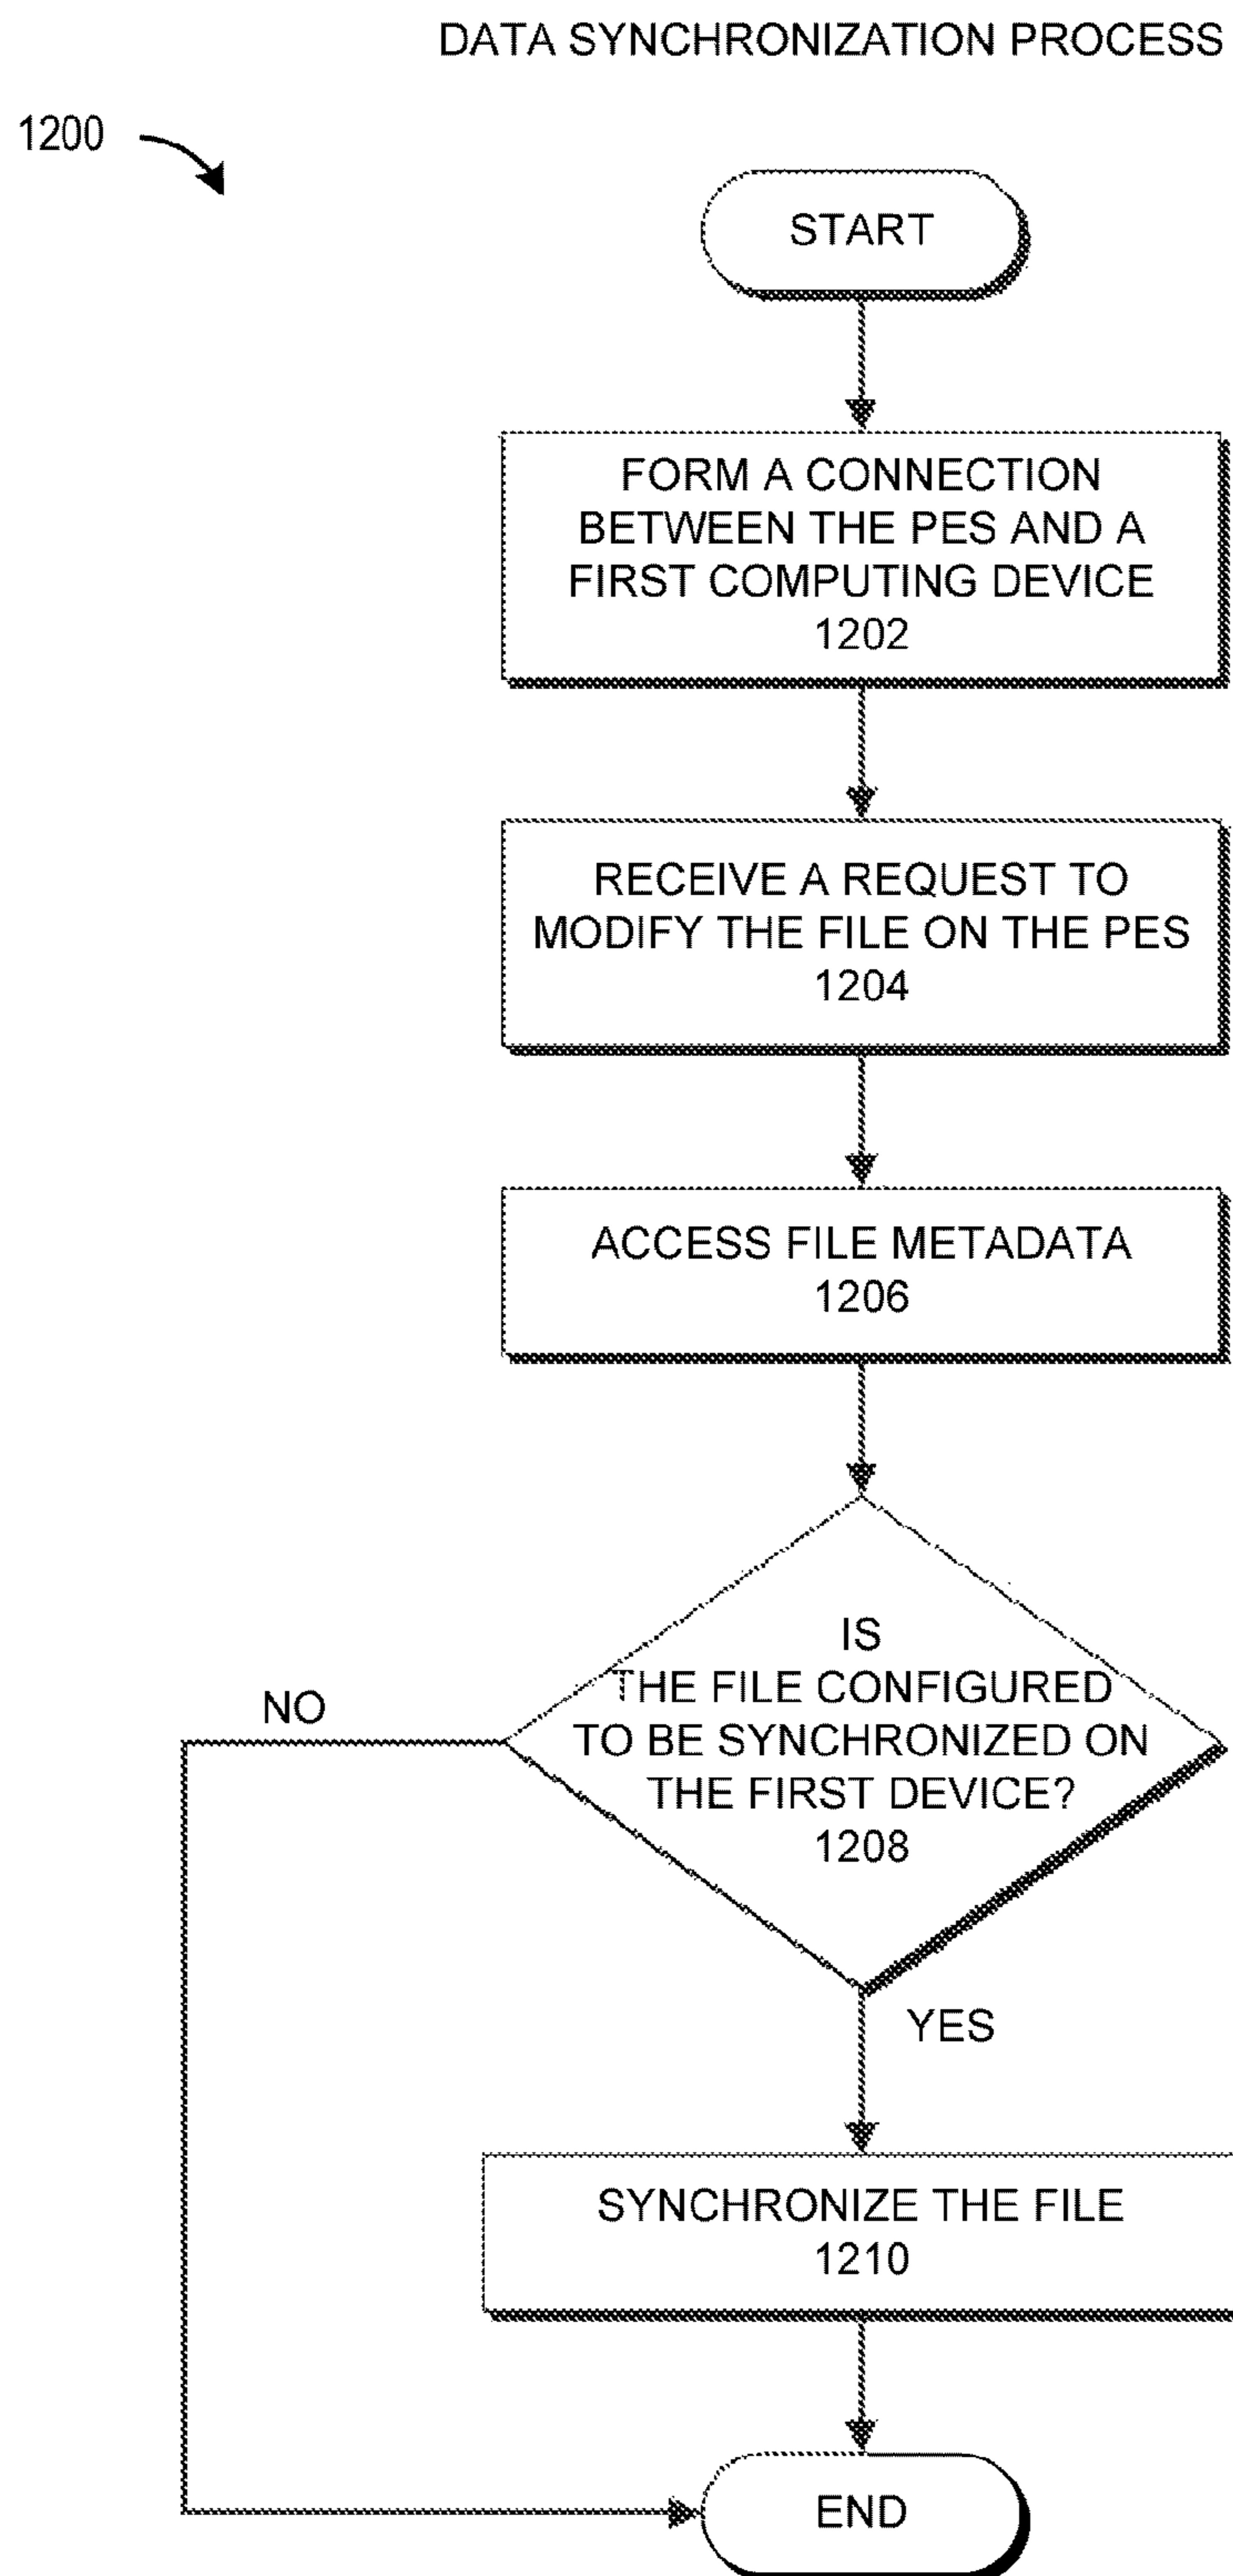 DATA SYNCHRONIZATION PROCESS
1200
START
FORM A CONNECTION
BETWEEN THE PES AND A
FIRST COMPUTING DEVICE
1202
RECEIVE A REQUEST TO
MODIFY THE FILE ON THE PES
1204
ACCESS FILE METADATA
1206
IS
THE FILE CONFIGURED
TO BE SYNCHRONIZED ON
THE FIRST DEVICE?
1208
NO
YES
SYNCHRONIZE THE FILE
1210
END